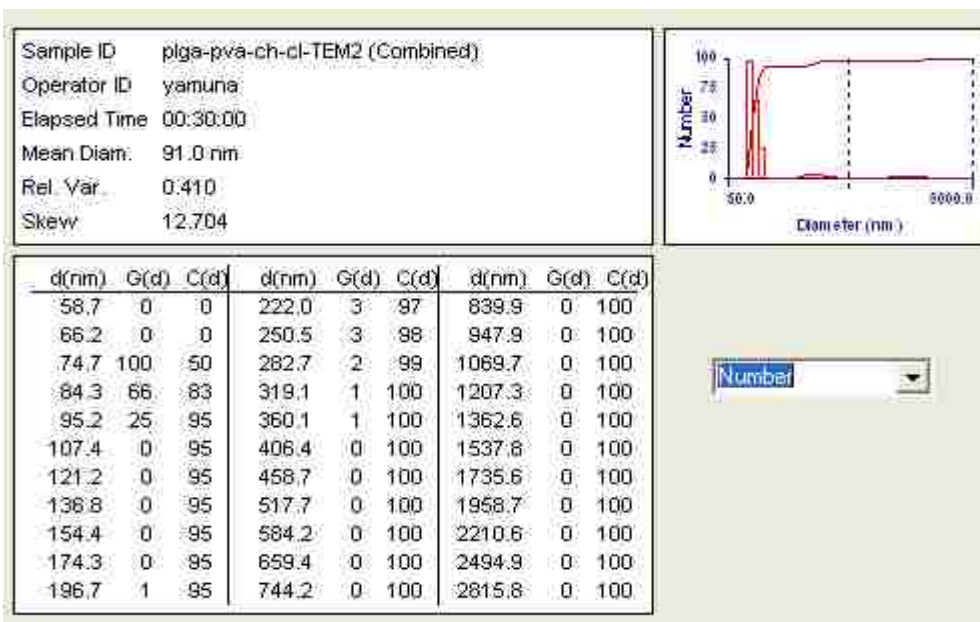 Sample ID plga-pva-ch-cl-TEM2 (Combined)
Operator ID yamuna
Elapsed Time 00:30:00
Mean Diam. 91.0 nm
Rel. Var. 0.410
Skew 12.704
100
75
50
25
0
Number
50.0 5000.0
Diameter (nm)
d(nm) G(d) C(d) d(nm) G(d) C(d) d(nm) G(d) C(d)
58.7 0 0 222.0 3 97 839.9 0 100
66.2 0 0 250.5 3 98 947.9 0 100
74.7 100 50 282.7 2 99 1069.7 0 100
84.3 66 83 319.1 1 100 1207.3 0 100
95.2 25 95 360.1 1 100 1362.6 0 100
107.4 0 95 406.4 0 100 1537.8 0 100
121.2 0 95 458.7 0 100 1735.6 0 100
136.8 0 95 517.7 0 100 1958.7 0 100
154.4 0 95 584.2 0 100 2210.6 0 100
174.3 0 95 659.4 0 100 2494.9 0 100
196.7 1 95 744.2 0 100 2815.8 0 100
Number